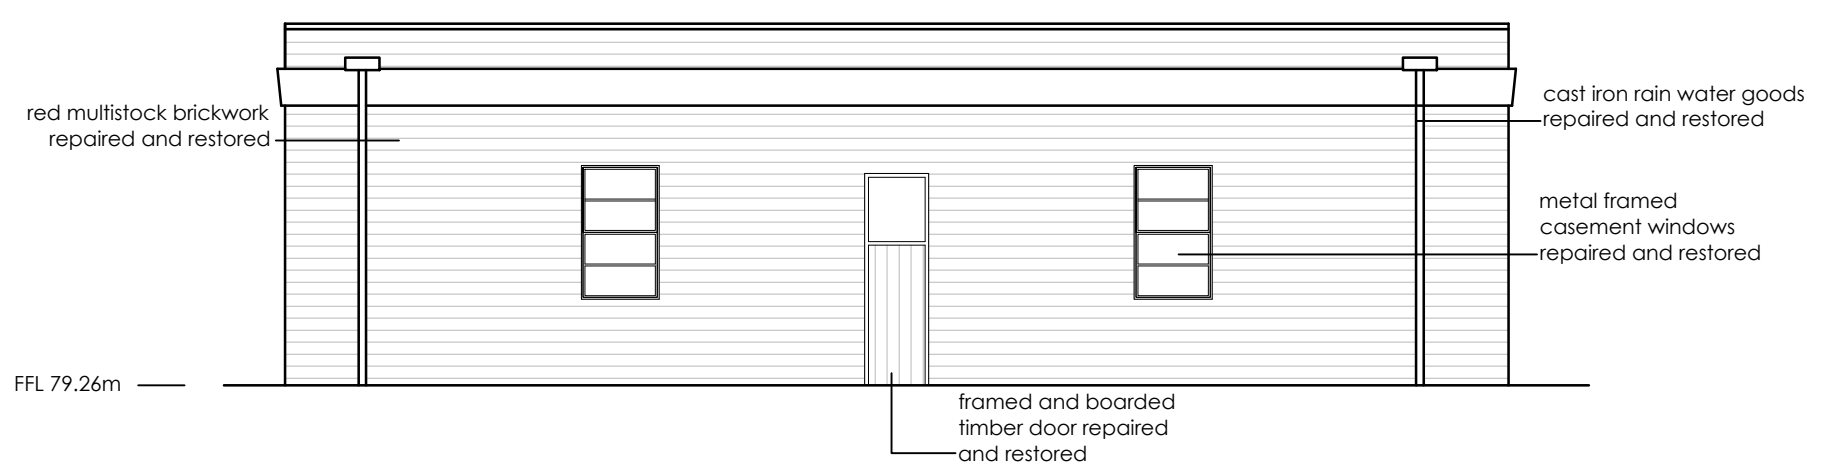 red multistock brickwork
repaired and restored
cast iron rain water goods
repaired and restored
metal framed
casement windows
repaired and restored
FFL 79.26m
framed and boarded
timber door repaired
and restored